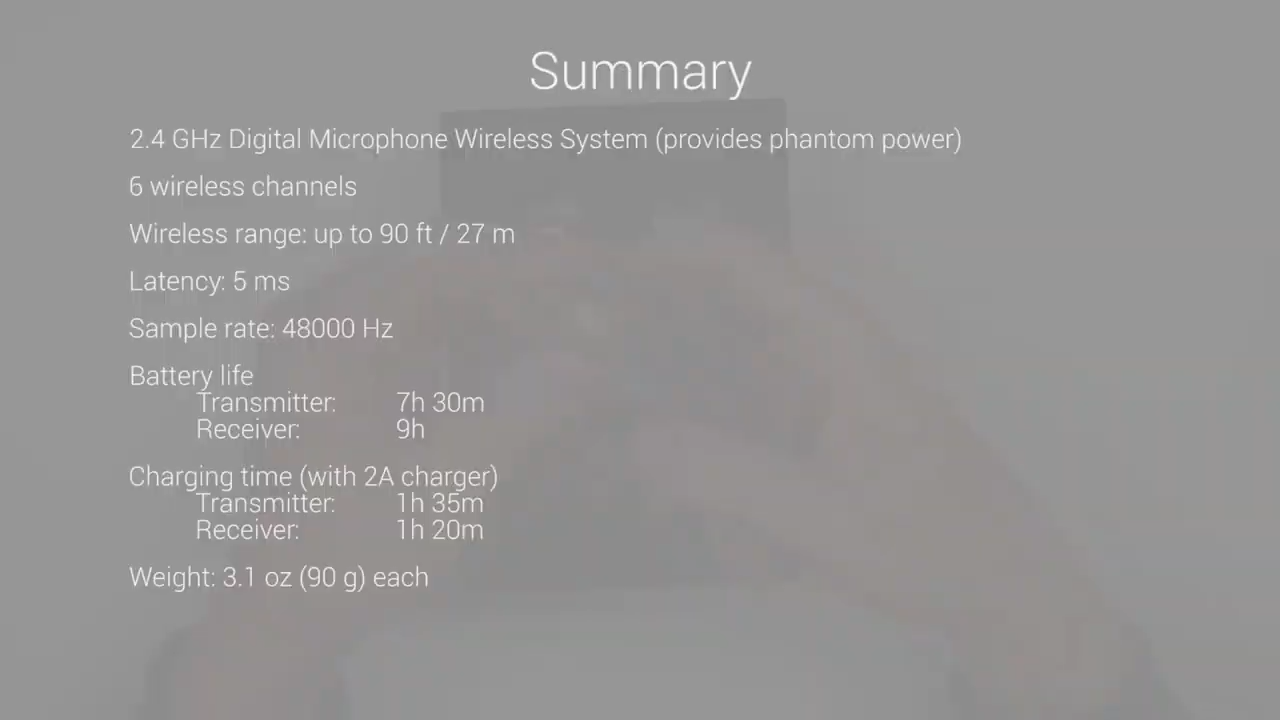 Summary
2.4 GHz Digital Microphone Wireless System (provides phantom power)
6 wireless channels
Wireless range: up to 90 ft / 27 m
Latency: 5 ms
Sample rate: 48000 Hz
Battery life
Transmitter: 7h 30m
Receiver: 9h
Charging time (with 2A charger)
Transmitter: 1h 35m
Receiver: 1h 20m
Weight: 3.1 oz (90 g) each